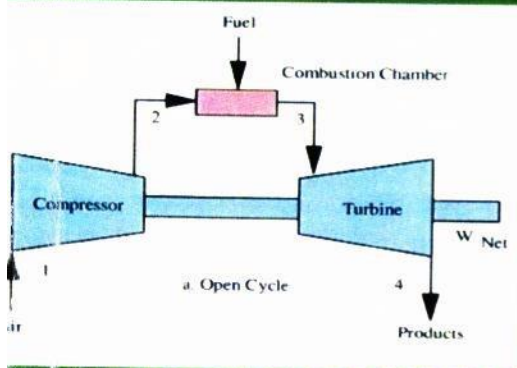 Fuel
Combustion Chamber
2
3
Compressor
Turbine
W Net
1
a. Open Cycle
4
ir
Products